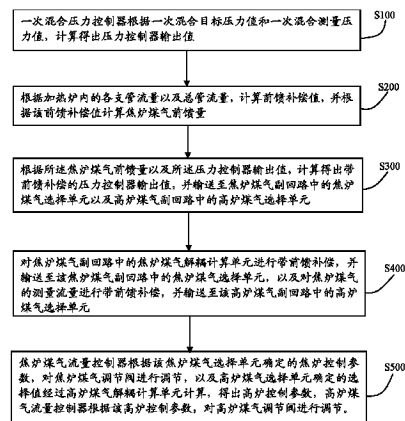 一次混合压力控制器根据一次混合目标压力值和一次混合测量压
力值，计算得出压力控制器输出值
S100
根据加热炉内的各支管流量以及总管流量，计算前馈补偿值，并根
据该前馈补偿值计算焦炉煤气前馈量
S200
根据所述焦炉煤气前馈量以及所述压力控制器输出值，计算得出带
前馈补偿的压力控制器输出值，并输送至焦炉煤气副回路中的焦炉
煤气选择单元以及高炉煤气副回路中的高炉煤气选择单元
S300
对焦炉煤气副回路中的焦炉煤气解耦计算单元进行带前馈补偿，并
输送至该焦炉煤气副回路中的焦炉煤气选择单元，以及对焦炉煤气
的测量流量进行带前馈补偿，并输送至该高炉煤气副回路中的高炉
煤气选择单元
S400
焦炉煤气流量控制器根据该焦炉煤气选择单元确定的焦炉控制参
数，对焦炉煤气调节阀进行调节，以及高炉煤气选择单元确定的选
择值经过高炉煤气解耦计算单元计算，得出高炉控制参数，高炉煤
气流量控制器根据该高炉控制参数，对高炉煤气调节阀进行调节。
S500